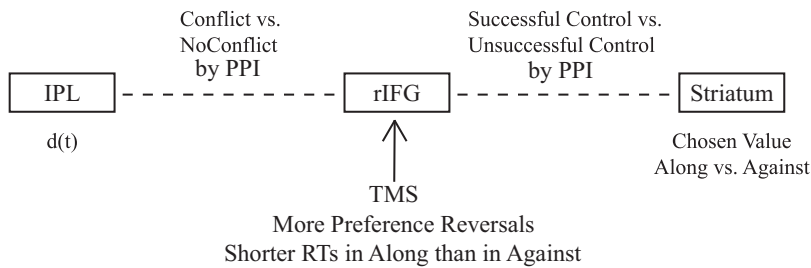 Conflict vs.
NoConflict
by PPI
Successful Control vs.
Unsuccessful Control
by PPI
IPL
rIFG
Striatum
d(t)
Chosen Value
Along vs. Against
TMS
More Preference Reversals
Shorter RTs in Along than in Against